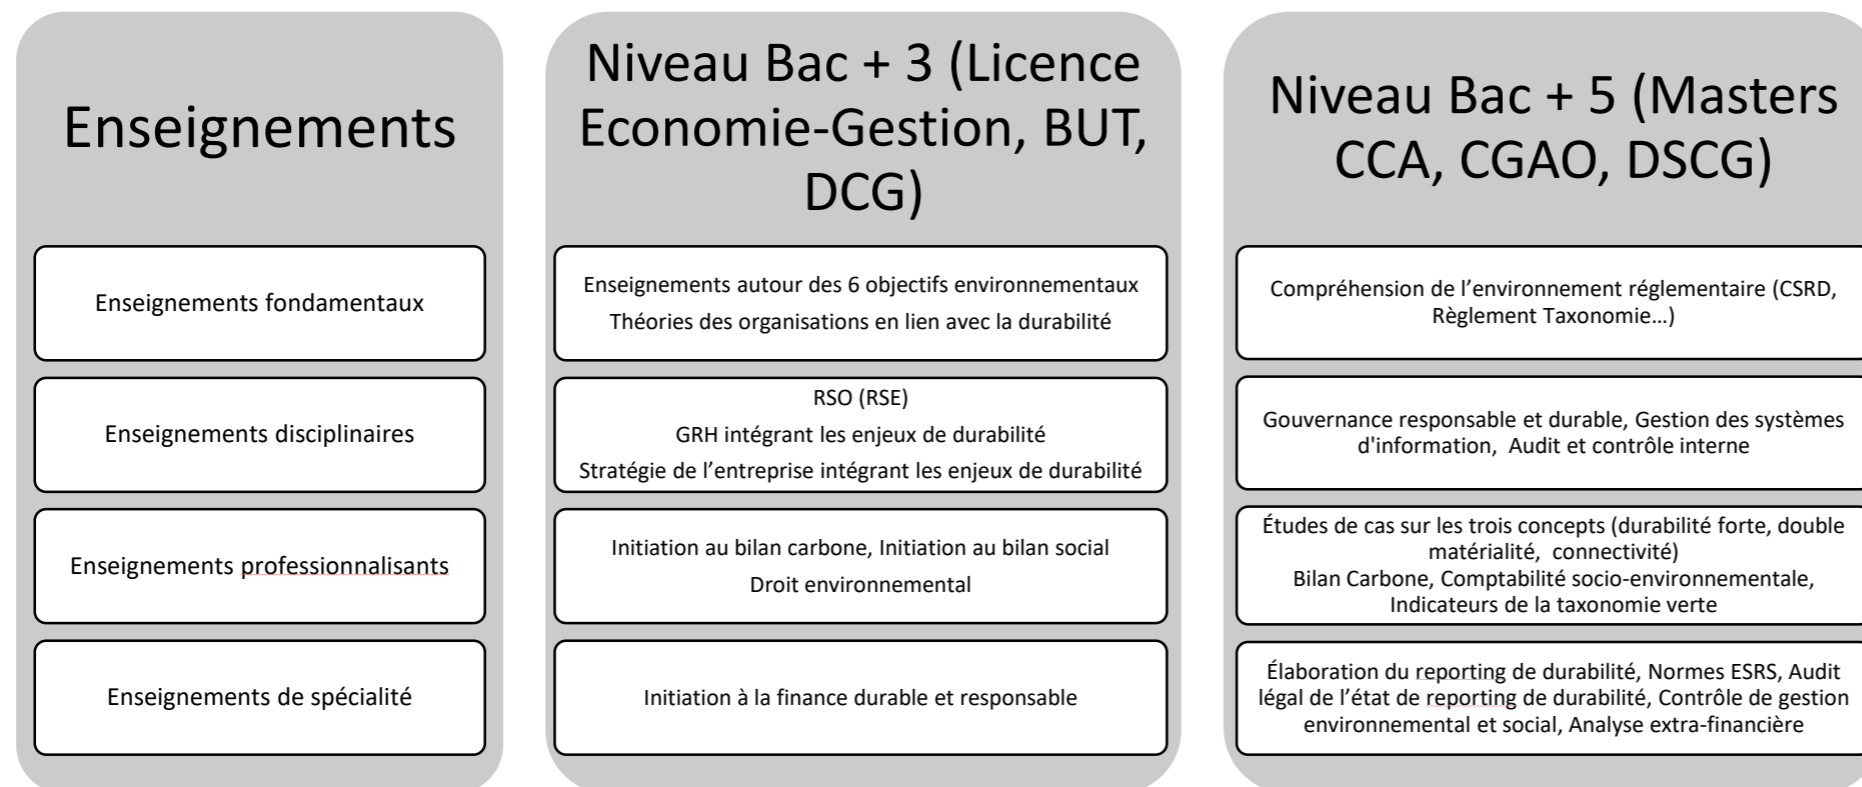 Enseignements
Enseignements fondamentaux
Enseignements disciplinaires
Enseignements professionnalisants
Enseignements de spécialité
Niveau Bac + 3 (Licence
Economie-Gestion, BUT,
DCG)
Enseignements autour des 6 objectifs environnementaux
Théories des organisations en lien avec la durabilité
RSO (RSE)
GRH intégrant les enjeux de durabilité
Stratégie de l’entreprise intégrant les enjeux de durabilité
Initiation au bilan carbone, Initiation au bilan social
Droit environnemental
Initiation à la finance durable et responsable
Niveau Bac + 5 (Masters
CCA, CGAO, DSCG)
Compréhension de l’environnement réglementaire (CSRD,
Règlement Taxonomie…)
Gouvernance responsable et durable, Gestion des systèmes
d'information, Audit et contrôle interne
Études de cas sur les trois concepts (durabilité forte, double
matérialité, connectivité)
Bilan Carbone, Comptabilité socio-environnementale,
Indicateurs de la taxonomie verte
Élaboration du reporting de durabilité, Normes ESRS, Audit
légal de l’état de reporting de durabilité, Contrôle de gestion
environnemental et social, Analyse extra-financière